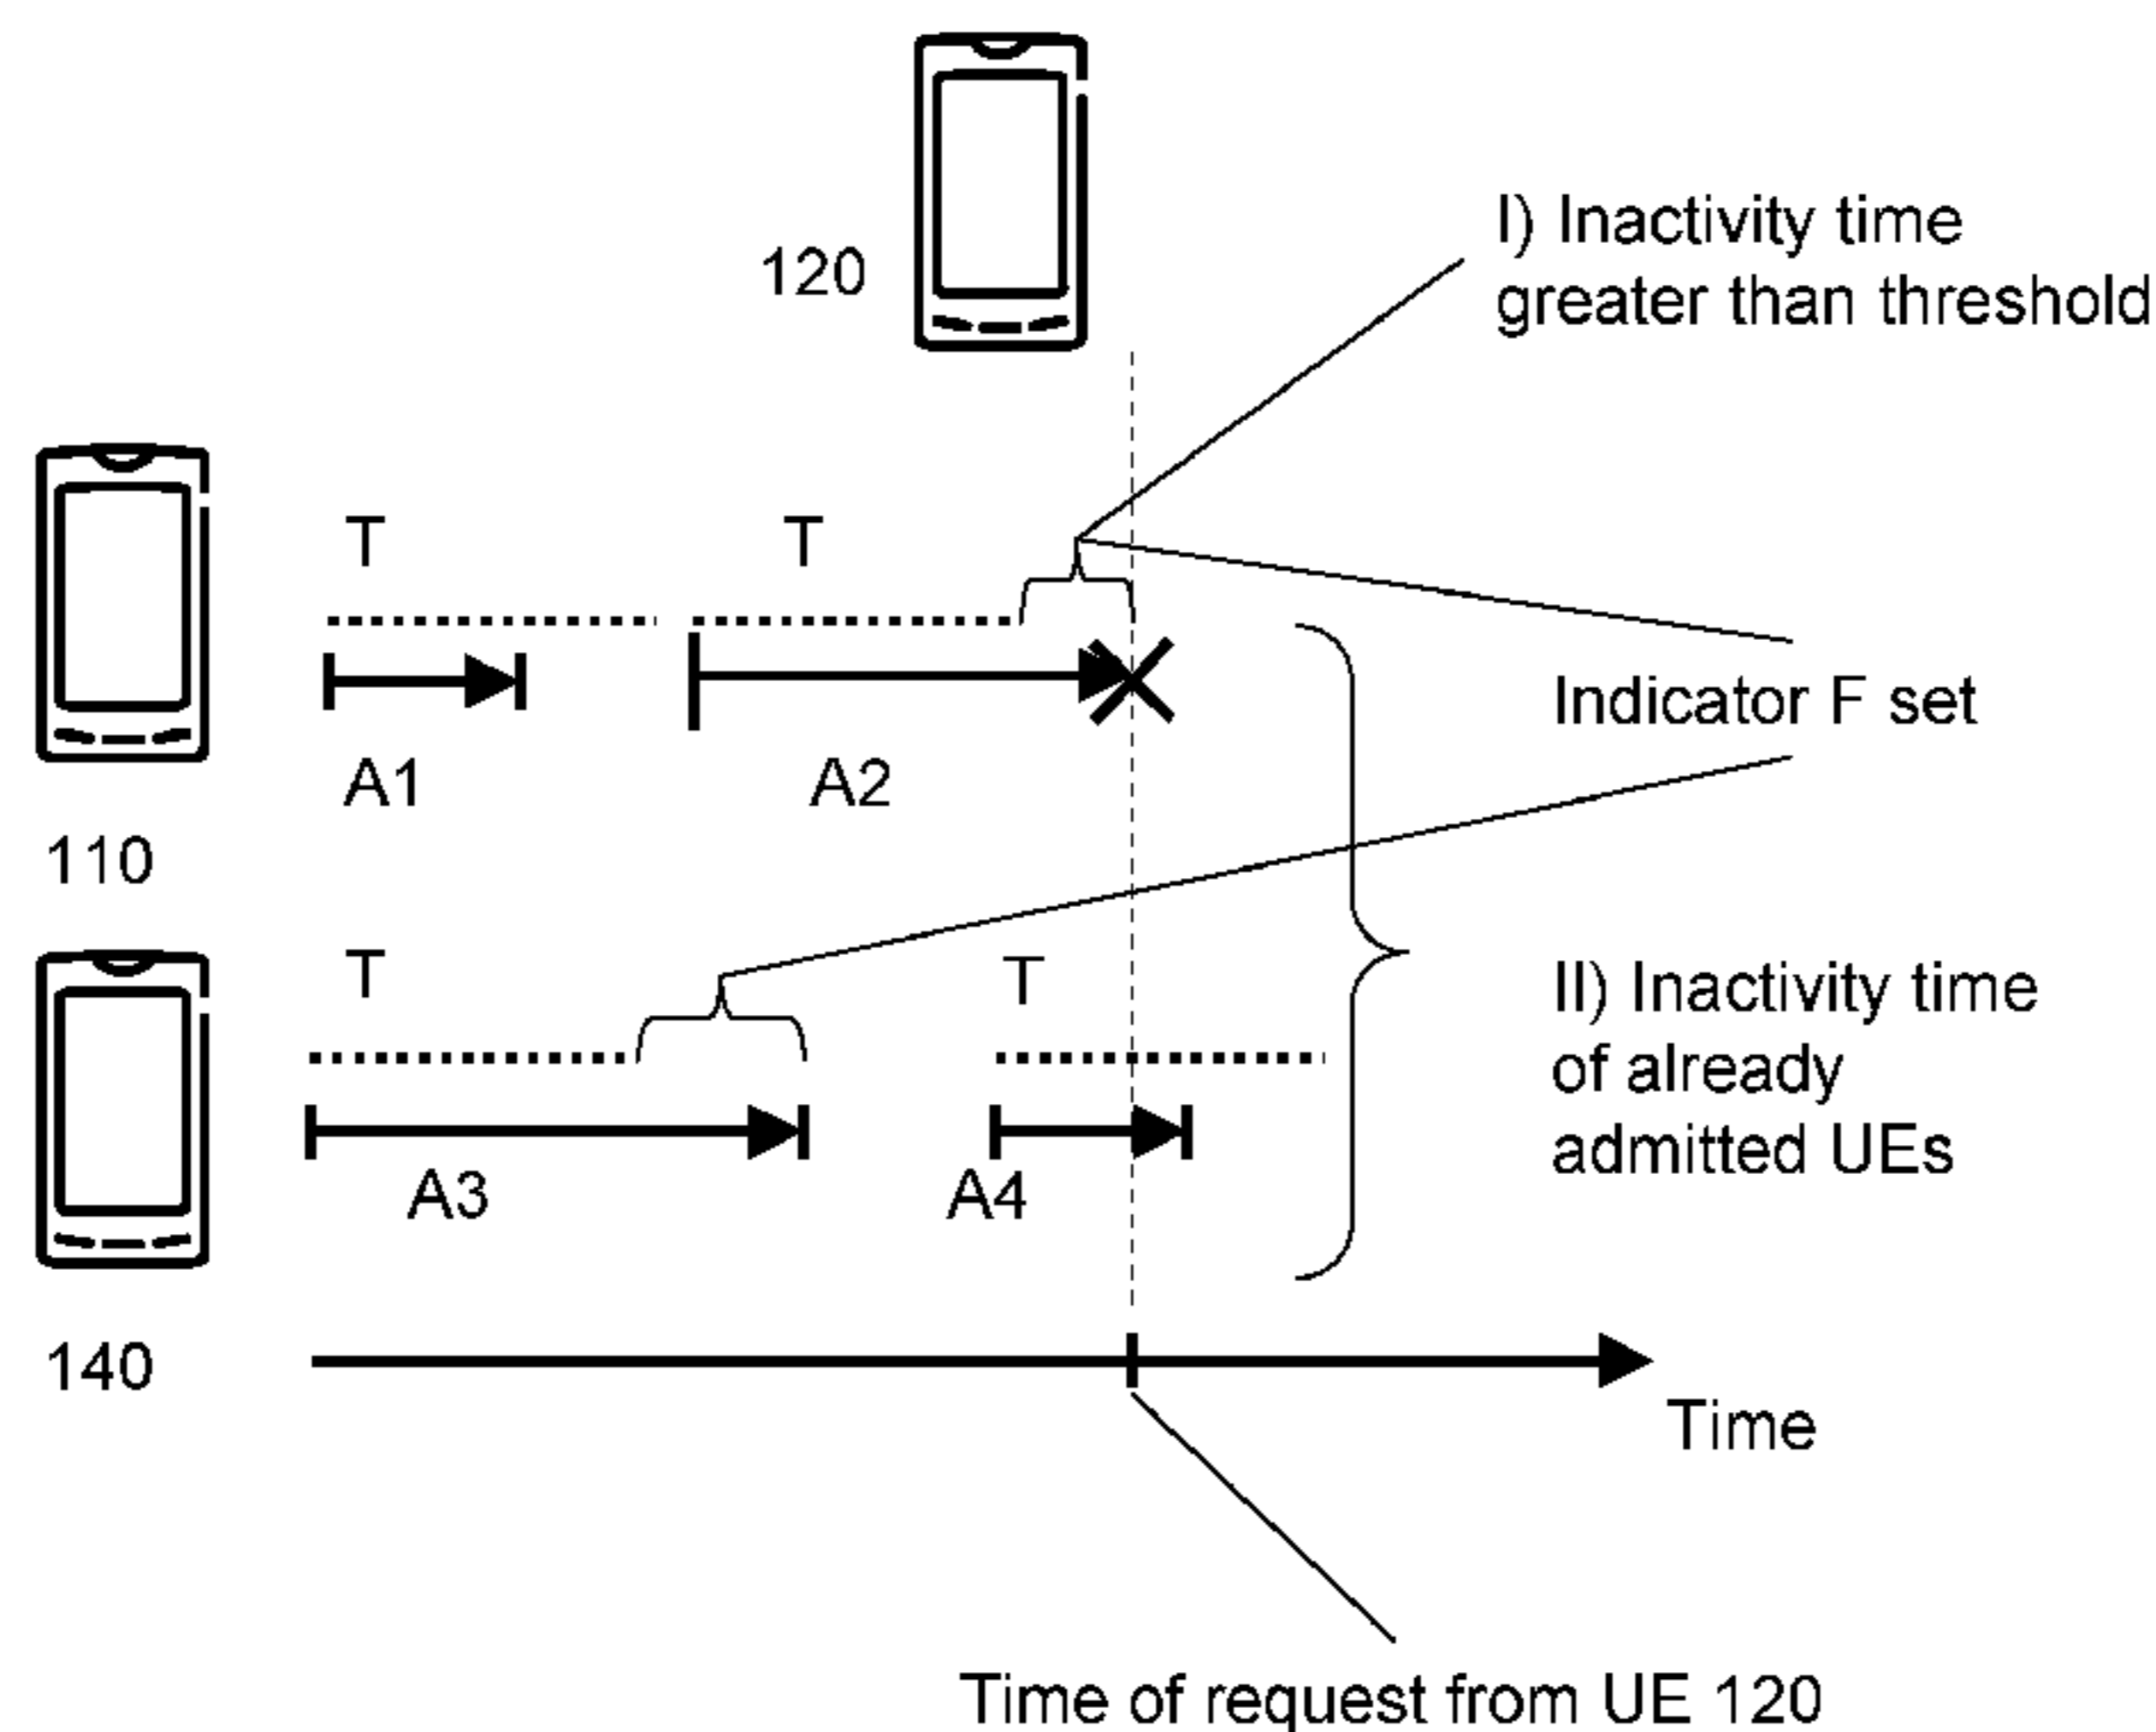 120
I) Inactivity time
greater than threshold
T
T
Indicator F set
A1
A2
110
T
T
II) Inactivity time
of already
admitted UEs
A3
A4
140
Time
Time of request from UE 120